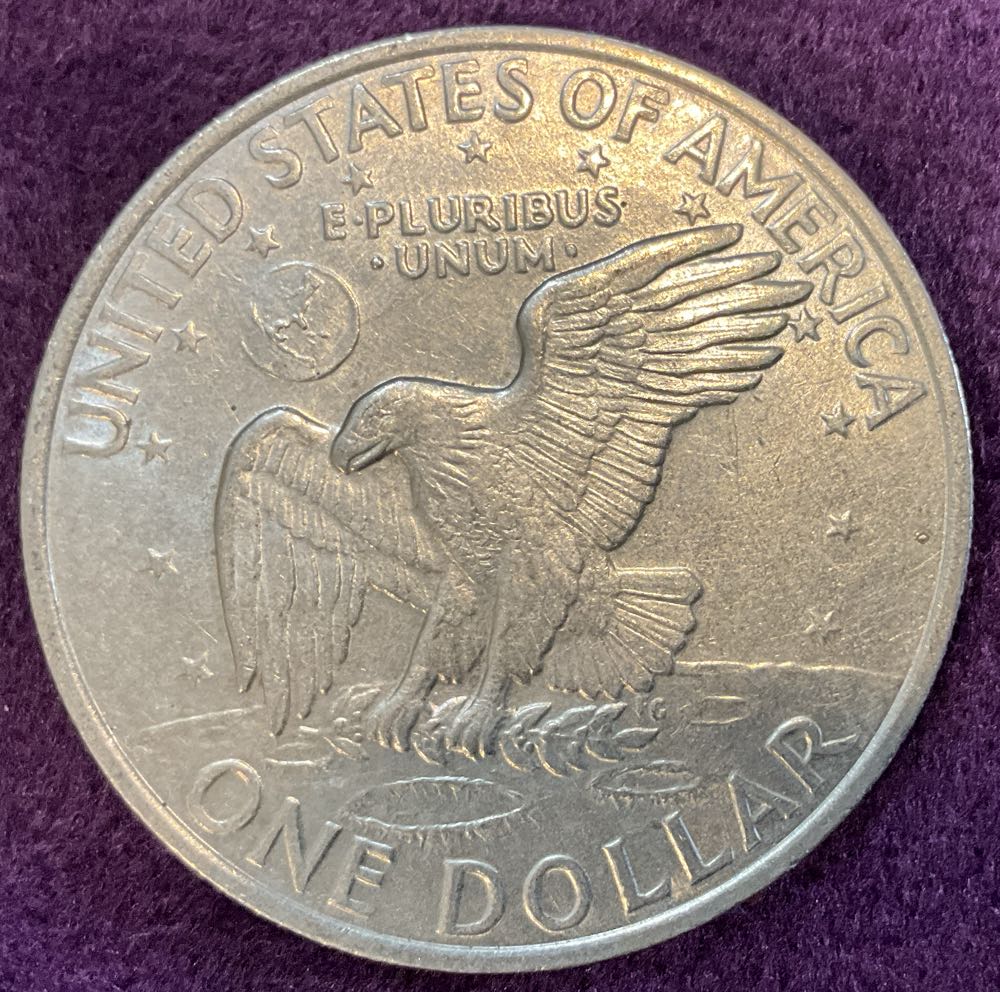 UNITED STATES OF AMERICA
E·PLURIBUS
·UNUM·
ONE DOLLAR